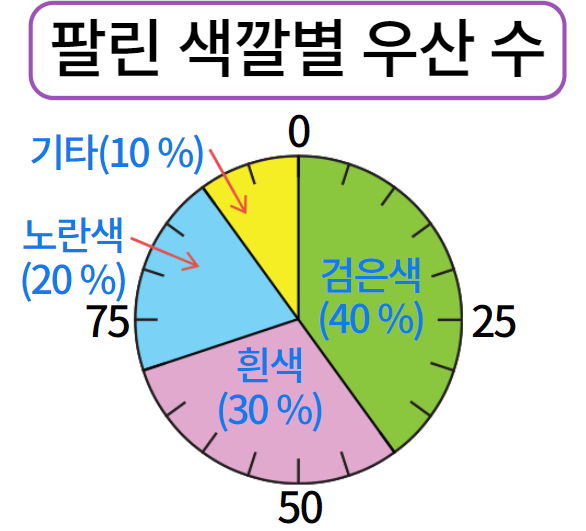 팔린 색깔별 우산 수
0
기타(10 %)
노란색
(20 %)
검은색
(40 %)
75
25
흰색
(30 %)
50